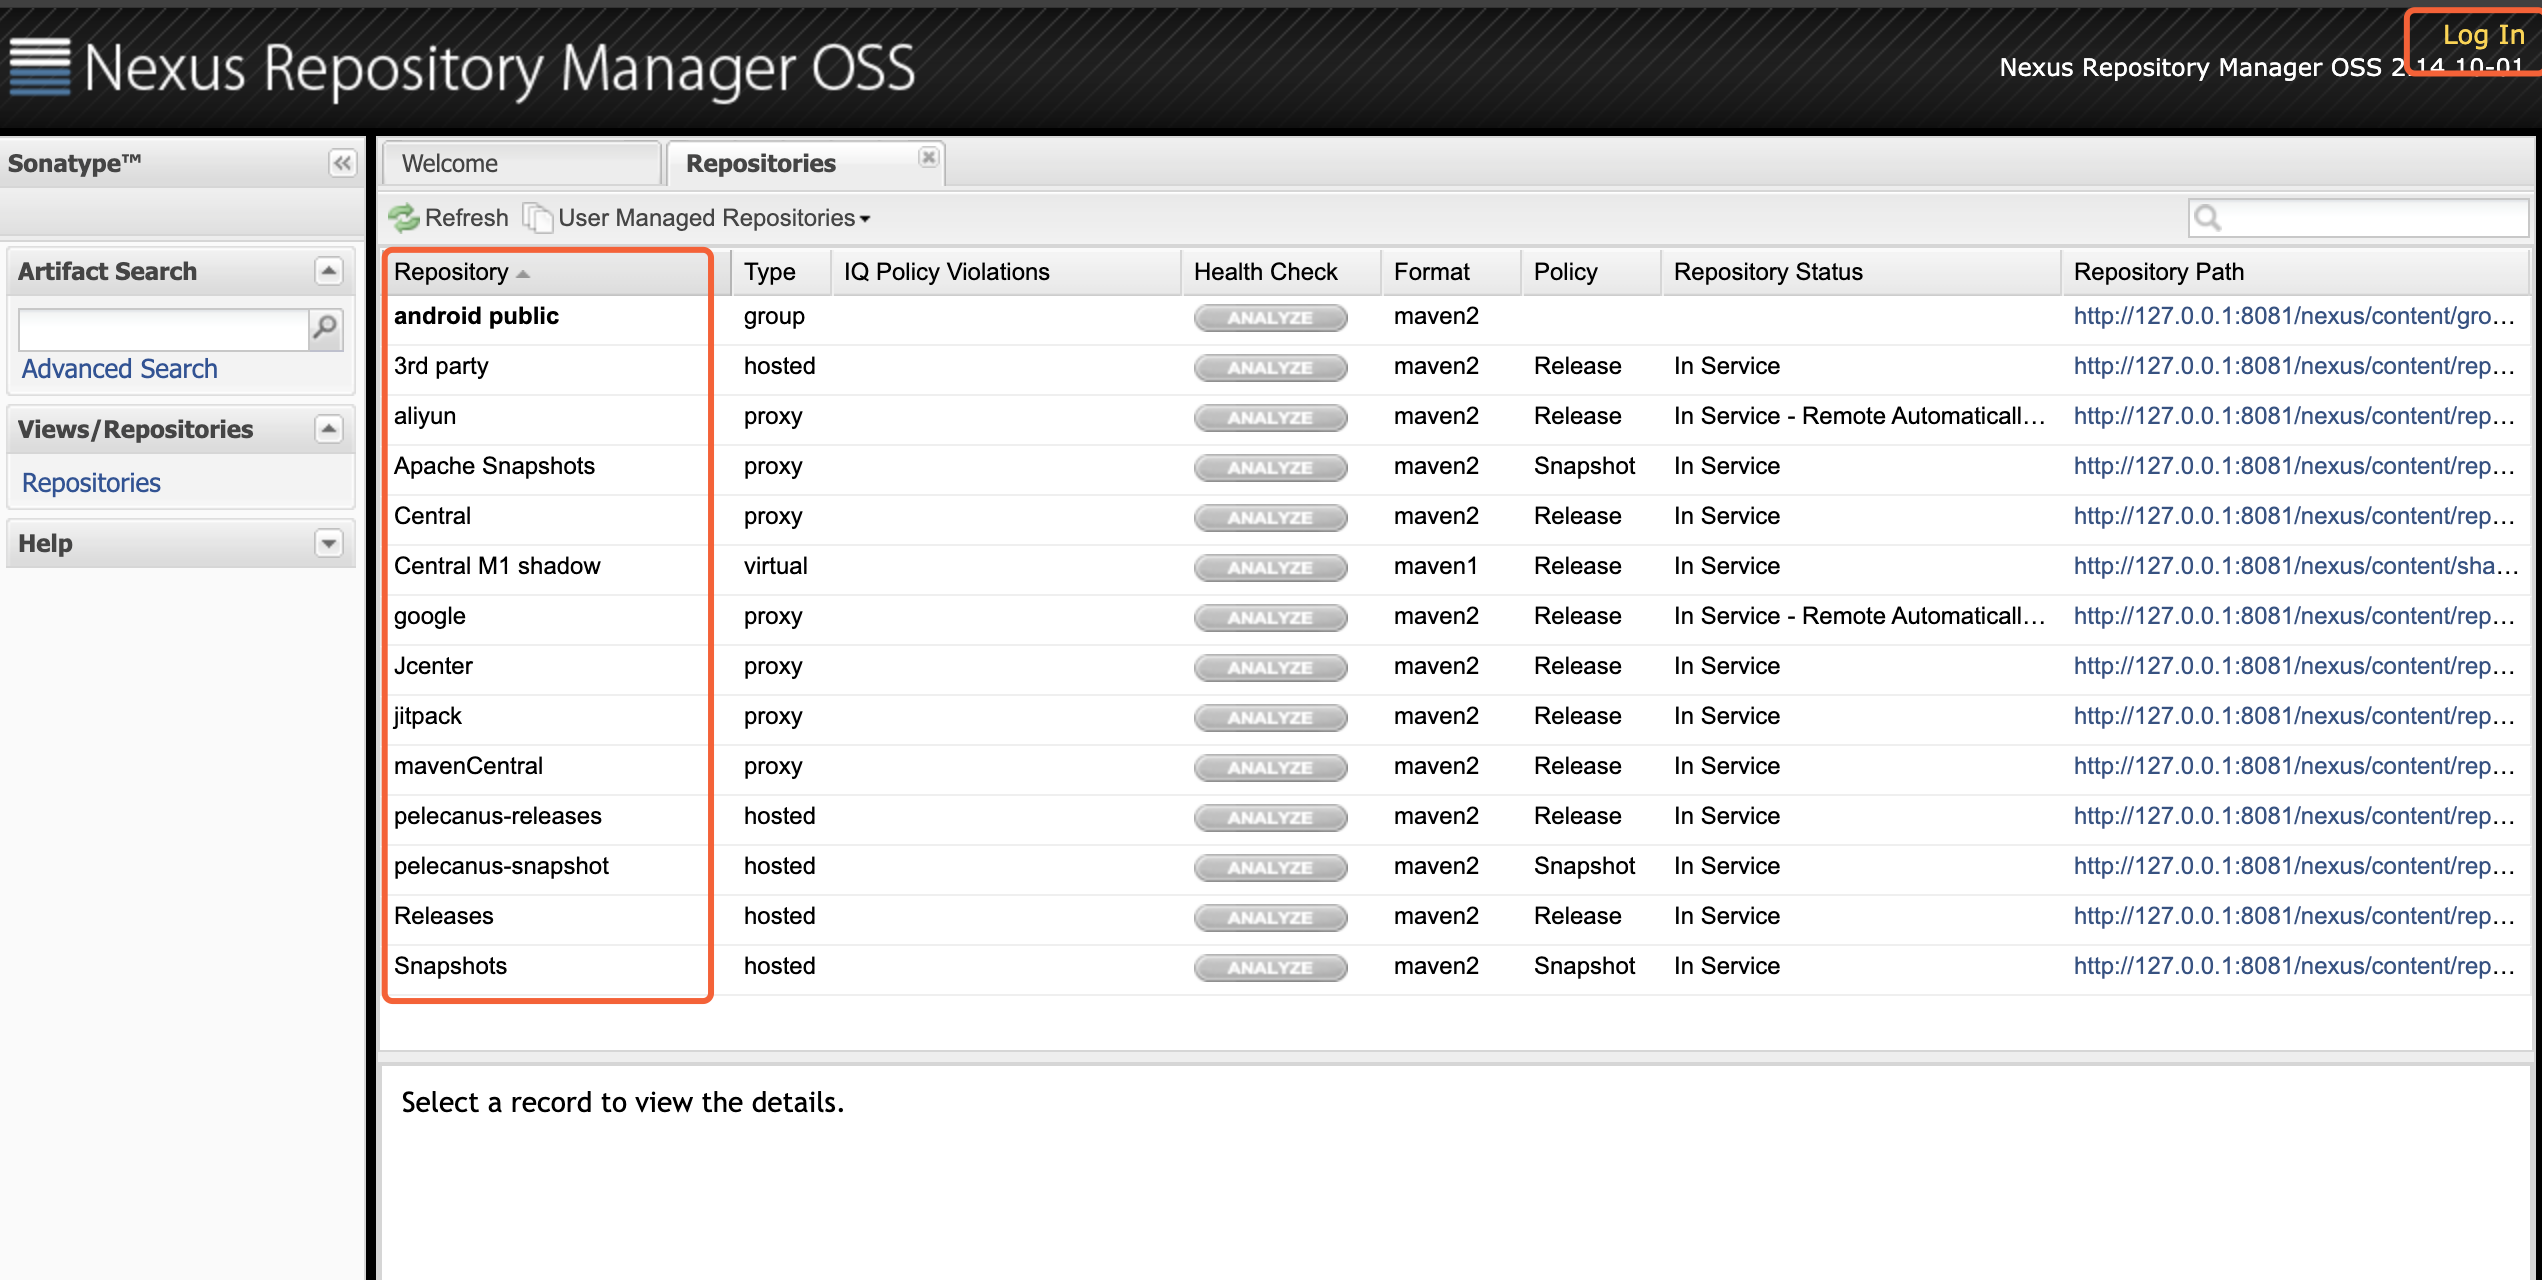 Nexus Repository Manager OSS
Log In
Nexus Repository Manager OSS 2.14.10-01
Sonatype™
Welcome
Repositories
Refresh
User Managed Repositories
Artifact Search
Advanced Search
Views/Repositories
Repositories
Help
Repository Type IQ Policy Violations Health Check Format Policy Repository Status Repository Path
android public group ANALYZE maven2 http://127.0.0.1:8081/nexus/content/gro...
3rd party hosted ANALYZE maven2 Release In Service http://127.0.0.1:8081/nexus/content/rep...
aliyun proxy ANALYZE maven2 Release In Service - Remote Automaticall... http://127.0.0.1:8081/nexus/content/rep...
Apache Snapshots proxy ANALYZE maven2 Snapshot In Service http://127.0.0.1:8081/nexus/content/rep...
Central proxy ANALYZE maven2 Release In Service http://127.0.0.1:8081/nexus/content/rep...
Central M1 shadow virtual ANALYZE maven1 Release In Service http://127.0.0.1:8081/nexus/content/sha...
google proxy ANALYZE maven2 Release In Service - Remote Automaticall... http://127.0.0.1:8081/nexus/content/rep...
Jcenter proxy ANALYZE maven2 Release In Service http://127.0.0.1:8081/nexus/content/rep...
jitpack proxy ANALYZE maven2 Release In Service http://127.0.0.1:8081/nexus/content/rep...
mavenCentral proxy ANALYZE maven2 Release In Service http://127.0.0.1:8081/nexus/content/rep...
pelecanus-releases hosted ANALYZE maven2 Release In Service http://127.0.0.1:8081/nexus/content/rep...
pelecanus-snapshot hosted ANALYZE maven2 Snapshot In Service http://127.0.0.1:8081/nexus/content/rep...
Releases hosted ANALYZE maven2 Release In Service http://127.0.0.1:8081/nexus/content/rep...
Snapshots hosted ANALYZE maven2 Snapshot In Service http://127.0.0.1:8081/nexus/content/rep...
Select a record to view the details.